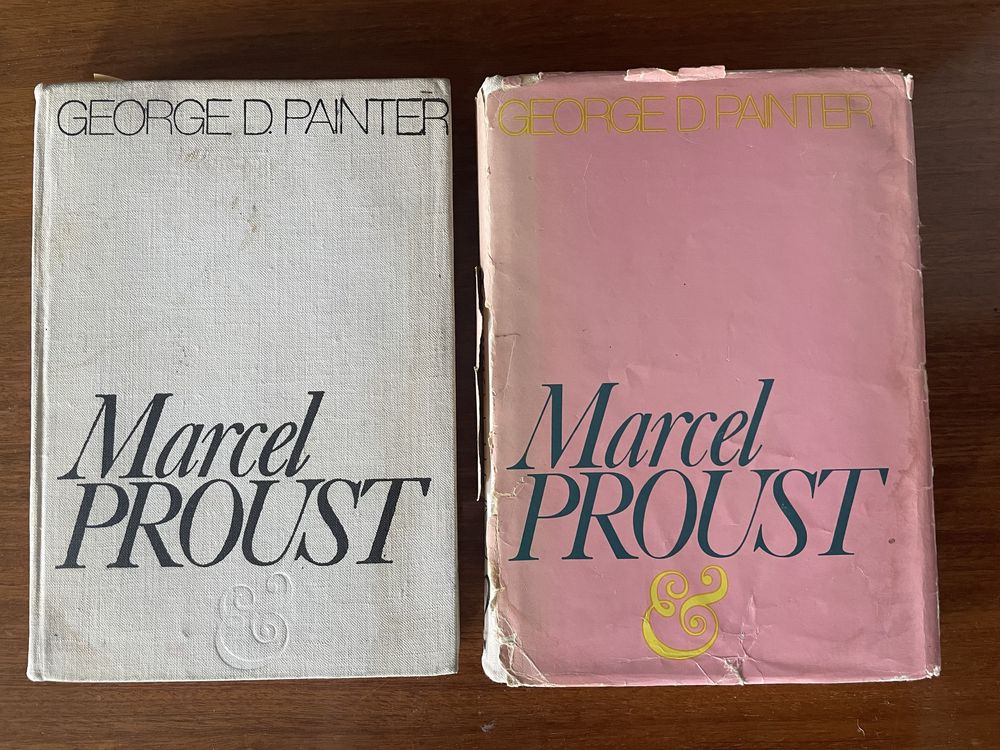 GEORGE D. PAINTER
Marcel
PROUST
&
GEORGE D PAINTER
Marcel
PROUST
&